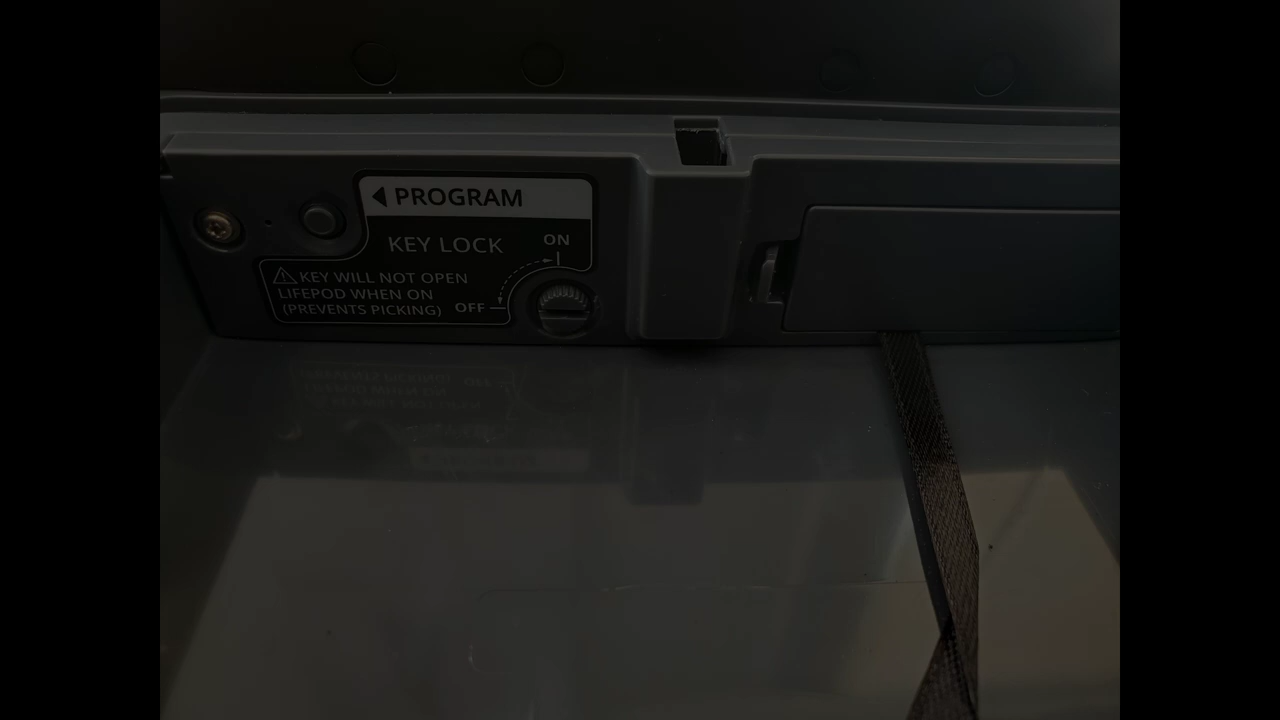 PROGRAM
KEY LOCK
ON
⚠ KEY WILL NOT OPEN
LIFEPOD WHEN ON
(PREVENTS PICKING)
OFF